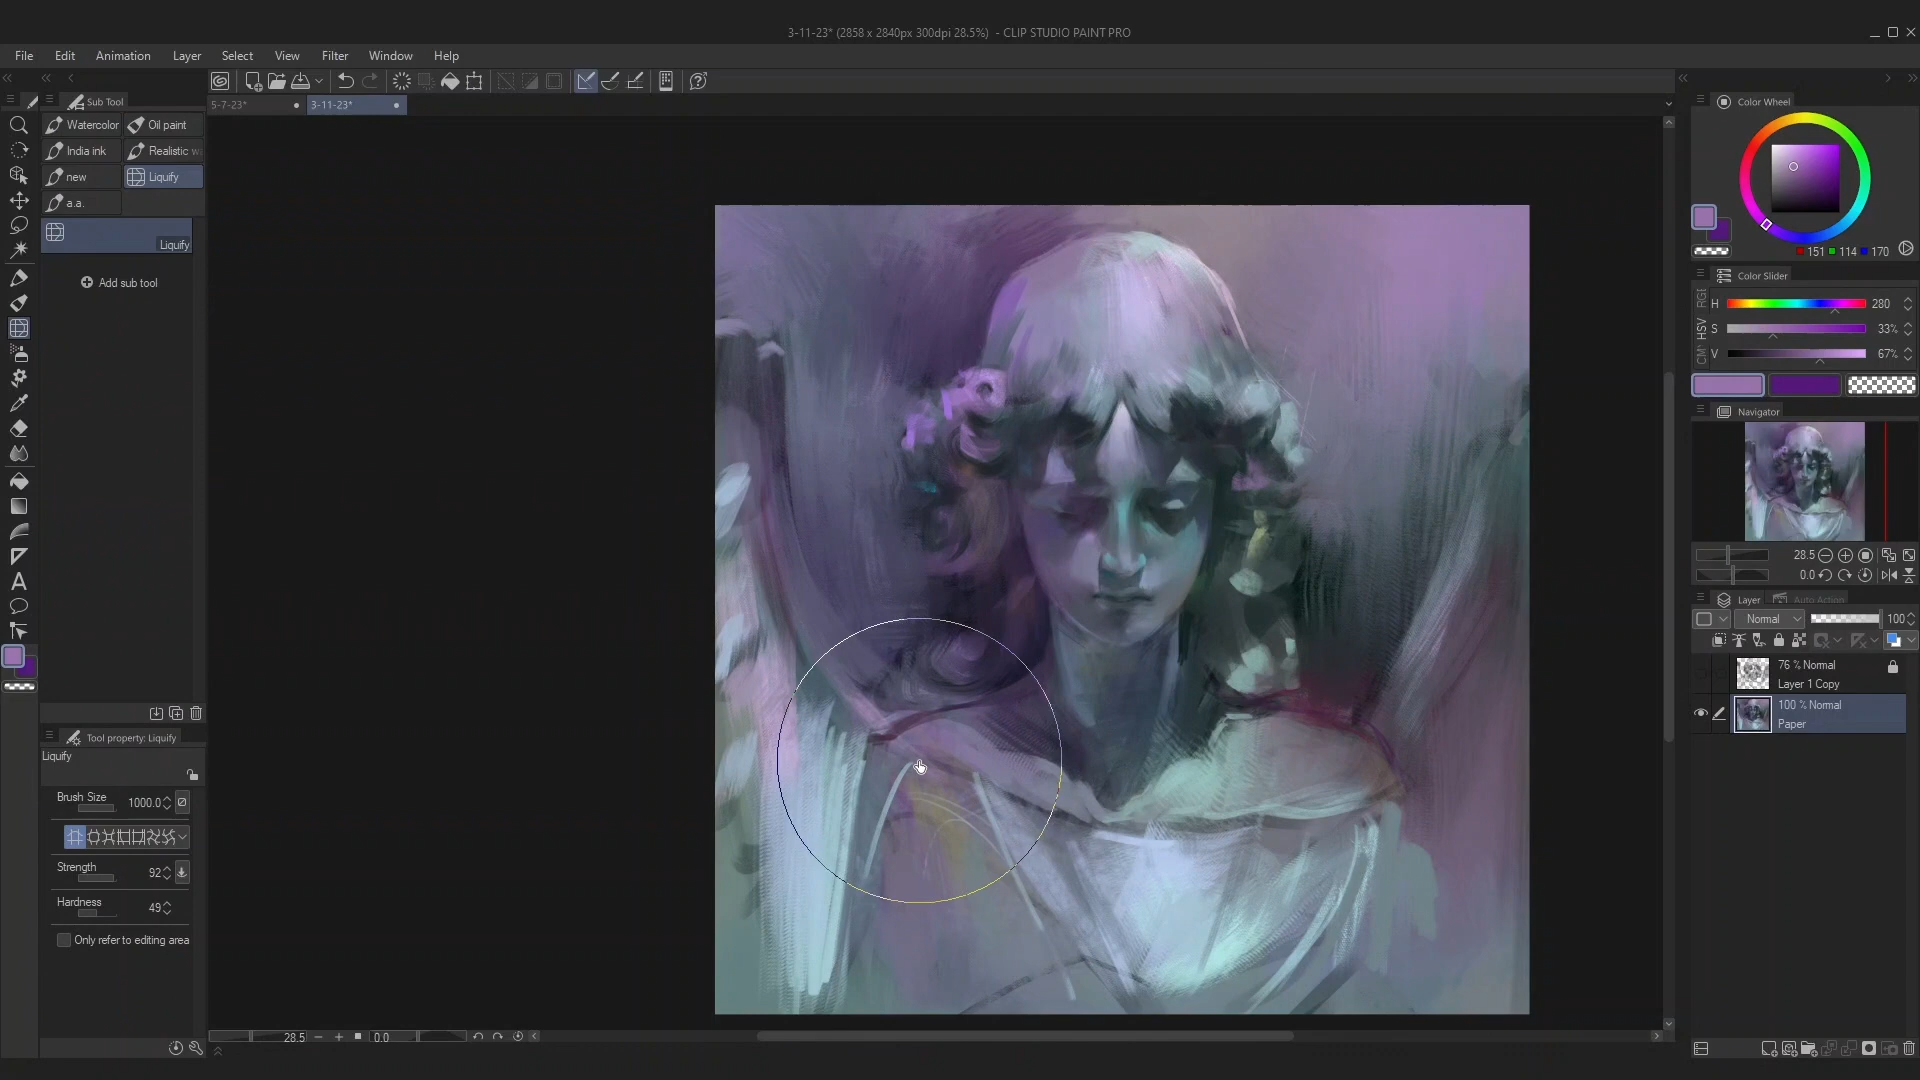 3-11-23* (2858 x 2840px 300dpi 28.5%) - CLIP STUDIO PAINT PRO
File Edit Animation Layer Select View Filter Window Help
Sub Tool
5-7-23* 3-11-23*
Color Wheel
Watercolor Oil paint
India ink Realistic w
new Liquify
a.a.
Liquify
Add sub tool
151 114 170
Color Slider
RGB
HSV
H 280
S 33%
V 67%
Navigator
28.5
0.0
Layer Auto Action
Normal 100
76 % Normal
Layer 1 Copy
100 % Normal
Paper
Tool property: Liquify
Liquify
Brush Size 1000.0
Strength 92
Hardness 49
Only refer to editing area
28.5 0.0